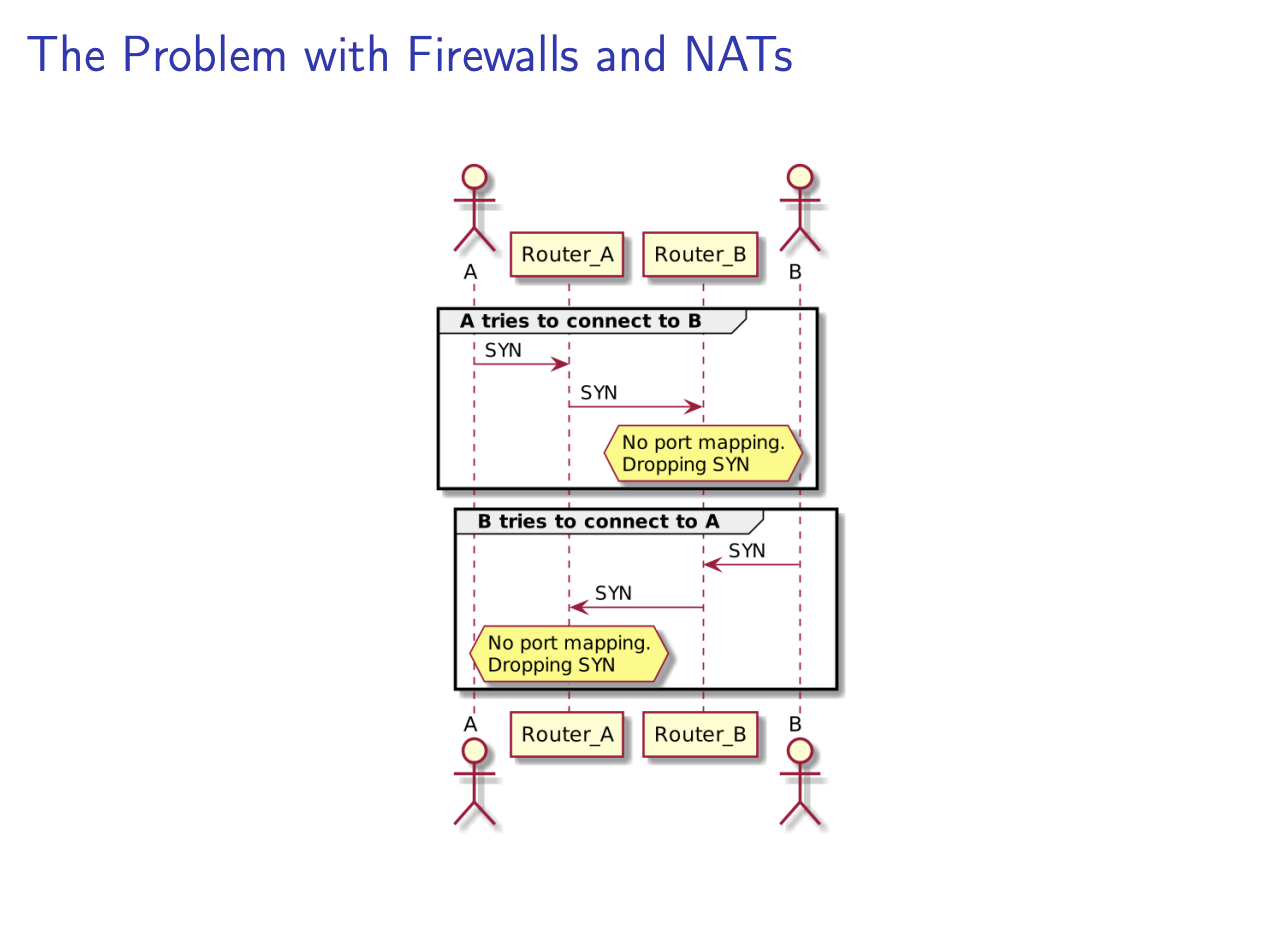 The Problem with Firewalls and NATs
A
Router_A
Router_B
B
A tries to connect to B
SYN
SYN
No port mapping.
Dropping SYN
B tries to connect to A
SYN
SYN
No port mapping.
Dropping SYN
A
Router_A
Router_B
B